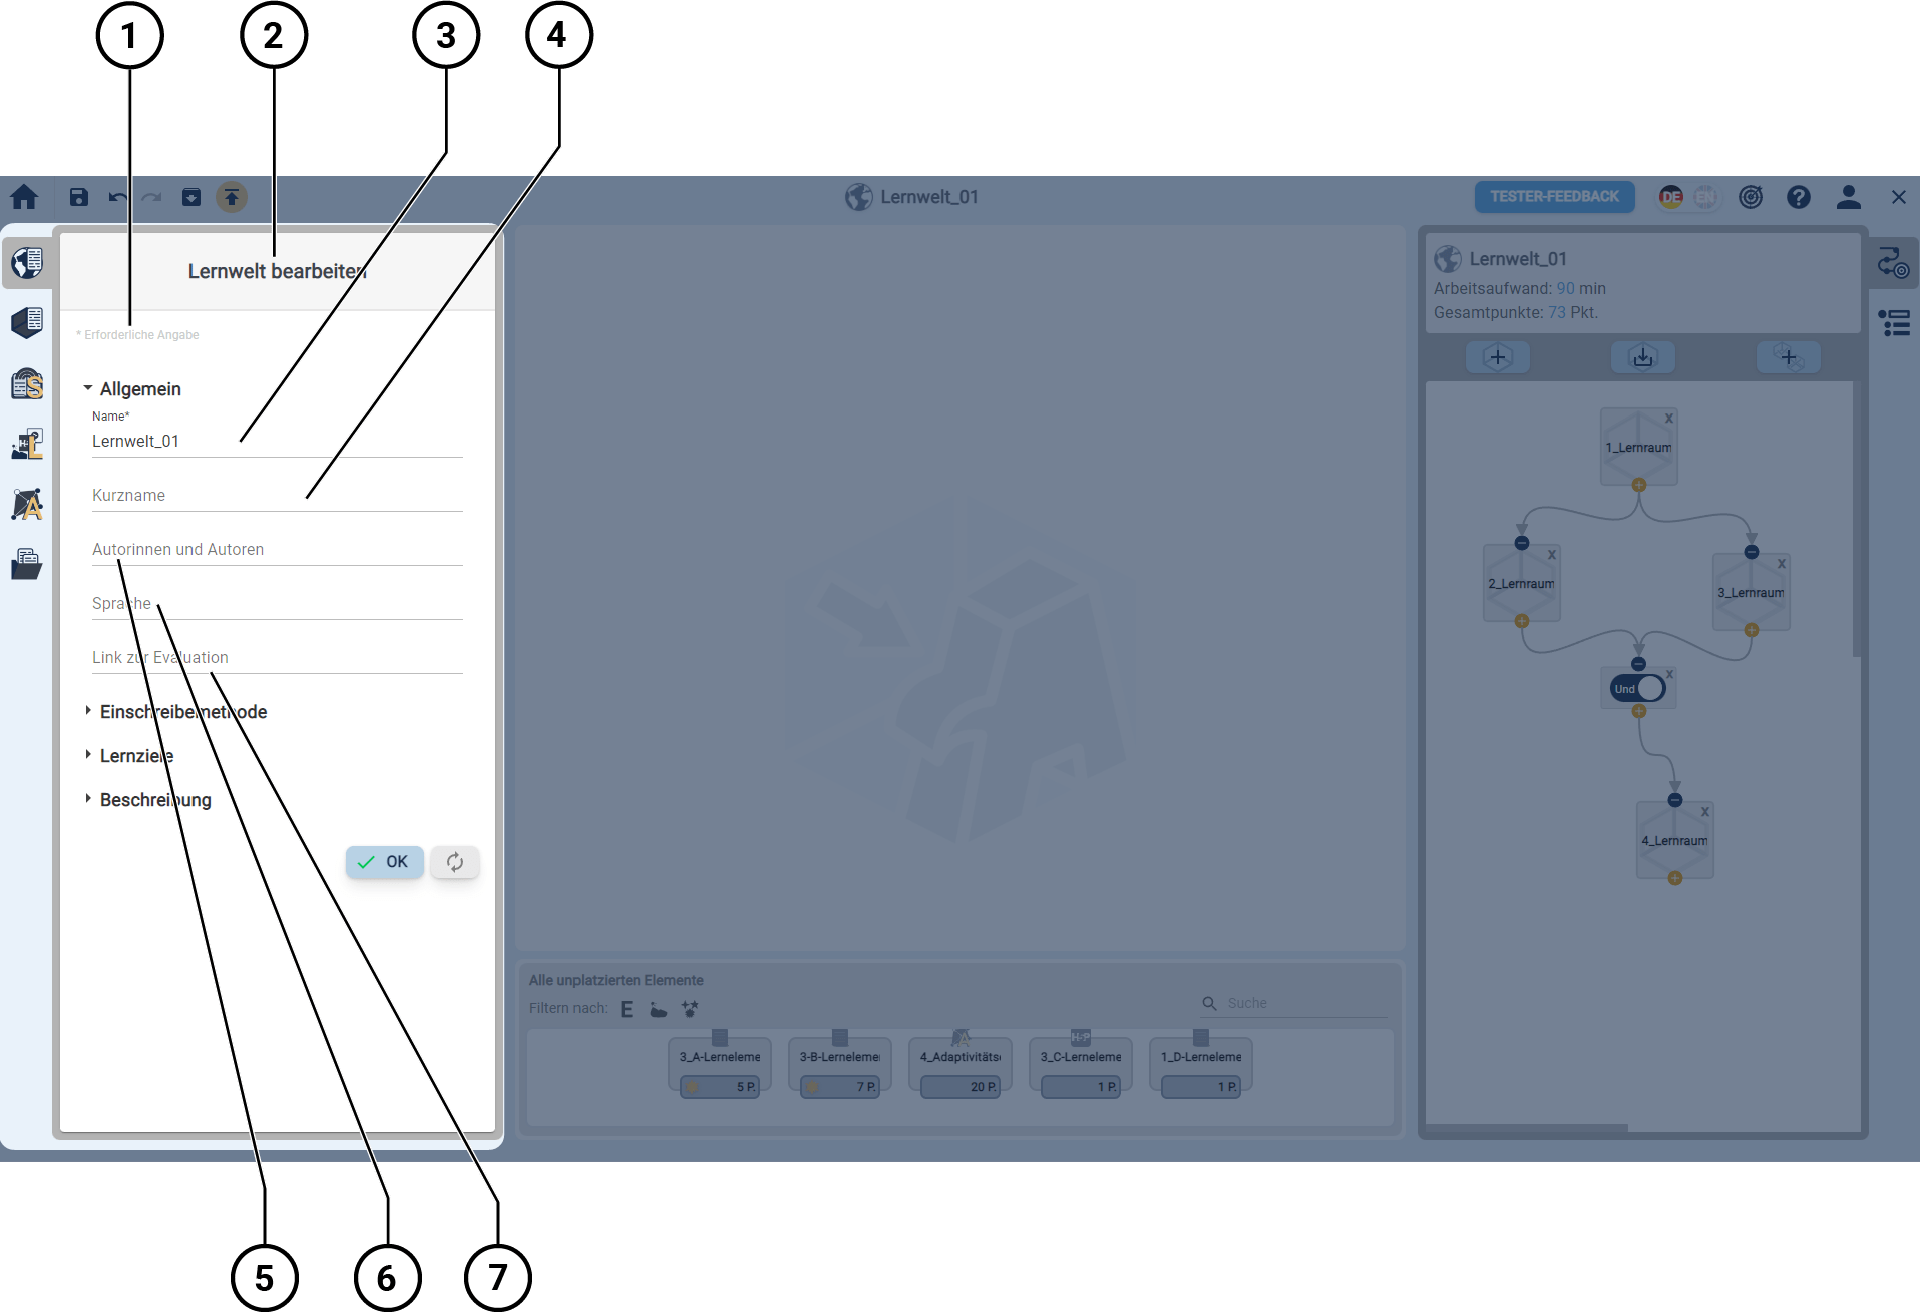 1
2
3
4
Lernwelt_01
TESTER-FEEDBACK
DE
EN
Lernwelt bearbeiten
* Erforderliche Angabe
Allgemein
Name*
Lernwelt_01
Kurzname
Autorinnen und Autoren
Sprache
Link zur Evaluation
Einschreibemethode
Lernziele
Beschreibung
OK
S
H-P
L
A
Lernwelt_01
Arbeitsaufwand: 90 min
Gesamtpunkte: 73 Pkt.
X
1_Lernraum
X
2_Lernraum
X
3_Lernraum
X
Und
X
4_Lernraum
Alle unplatzierten Elemente
Filtern nach: E
Suche
3_A-Lerneleme
5 P.
3-B-Lernelemer
7 P.
A
4_Adaptivitäts
20 P.
H-P
3_C-Lerneleme
1 P.
1_D-Lerneleme
1 P.
5
6
7